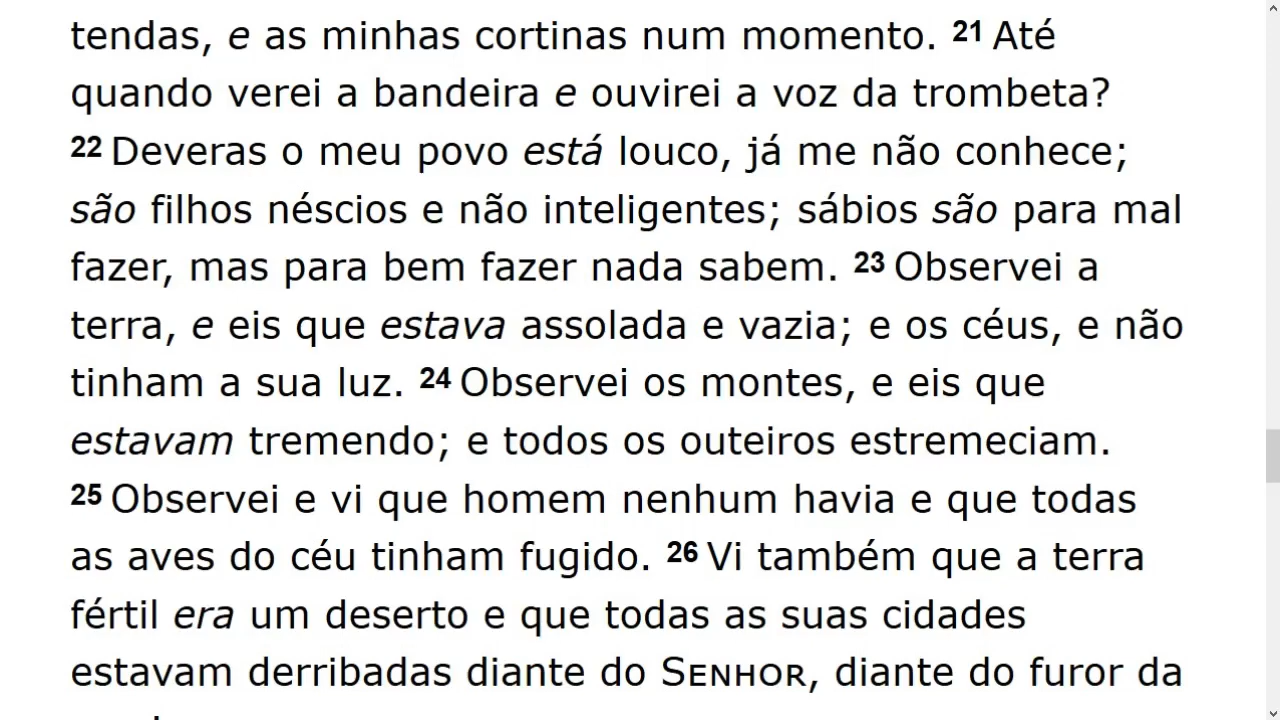 tendas, e as minhas cortinas num momento. 21 Até
quando verei a bandeira e ouvirei a voz da trombeta?
22 Deveras o meu povo está louco, já me não conhece;
são filhos néscios e não inteligentes; sábios são para mal
fazer, mas para bem fazer nada sabem. 23 Observei a
terra, e eis que estava assolada e vazia; e os céus, e não
tinham a sua luz. 24 Observei os montes, e eis que
estavam tremendo; e todos os outeiros estremeciam.
25 Observei e vi que homem nenhum havia e que todas
as aves do céu tinham fugido. 26 Vi também que a terra
fértil era um deserto e que todas as suas cidades
estavam derribadas diante do SENHOR, diante do furor da